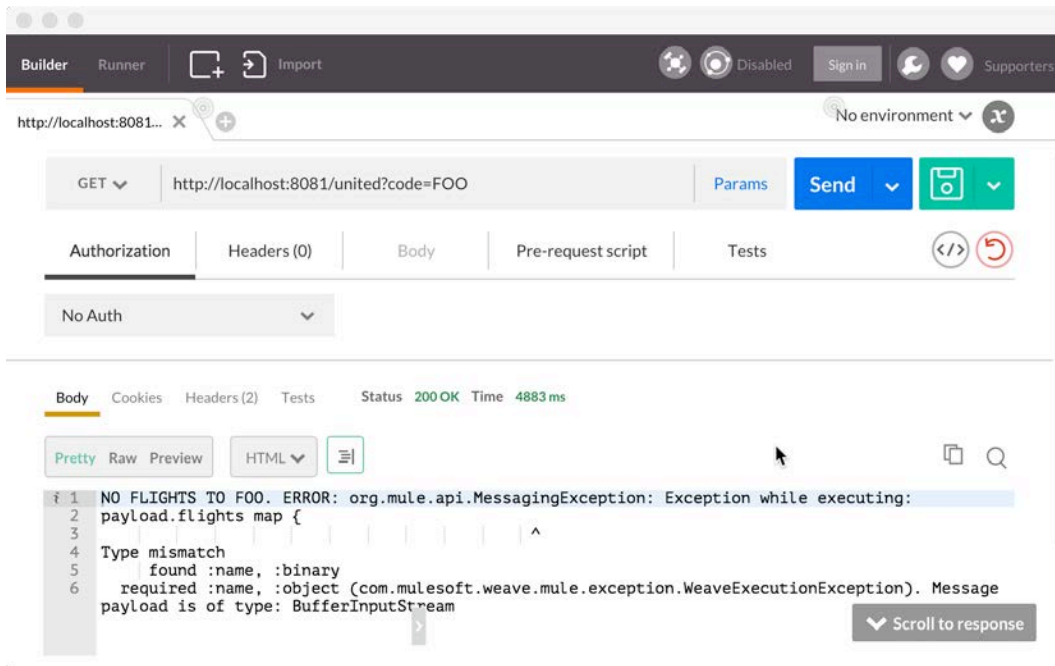 Builder Runner Import Disabled Sign in Supporters
http://localhost:8081... No environment
GET http://localhost:8081/united?code=FOO Params Send
Authorization Headers (0) Body Pre-request script Tests
No Auth
Body Cookies Headers (2) Tests Status 200 OK Time 4883 ms
Pretty Raw Preview HTML
i 1 NO FLIGHTS TO FOO. ERROR: org.mule.api.MessagingException: Exception while executing:
2 payload.flights map {
3 ^
4 Type mismatch
5 found :name, :binary
6 required :name, :object (com.mulesoft.weave.mule.exception.WeaveExecutionException). Message
payload is of type: BufferInputStream
Scroll to response